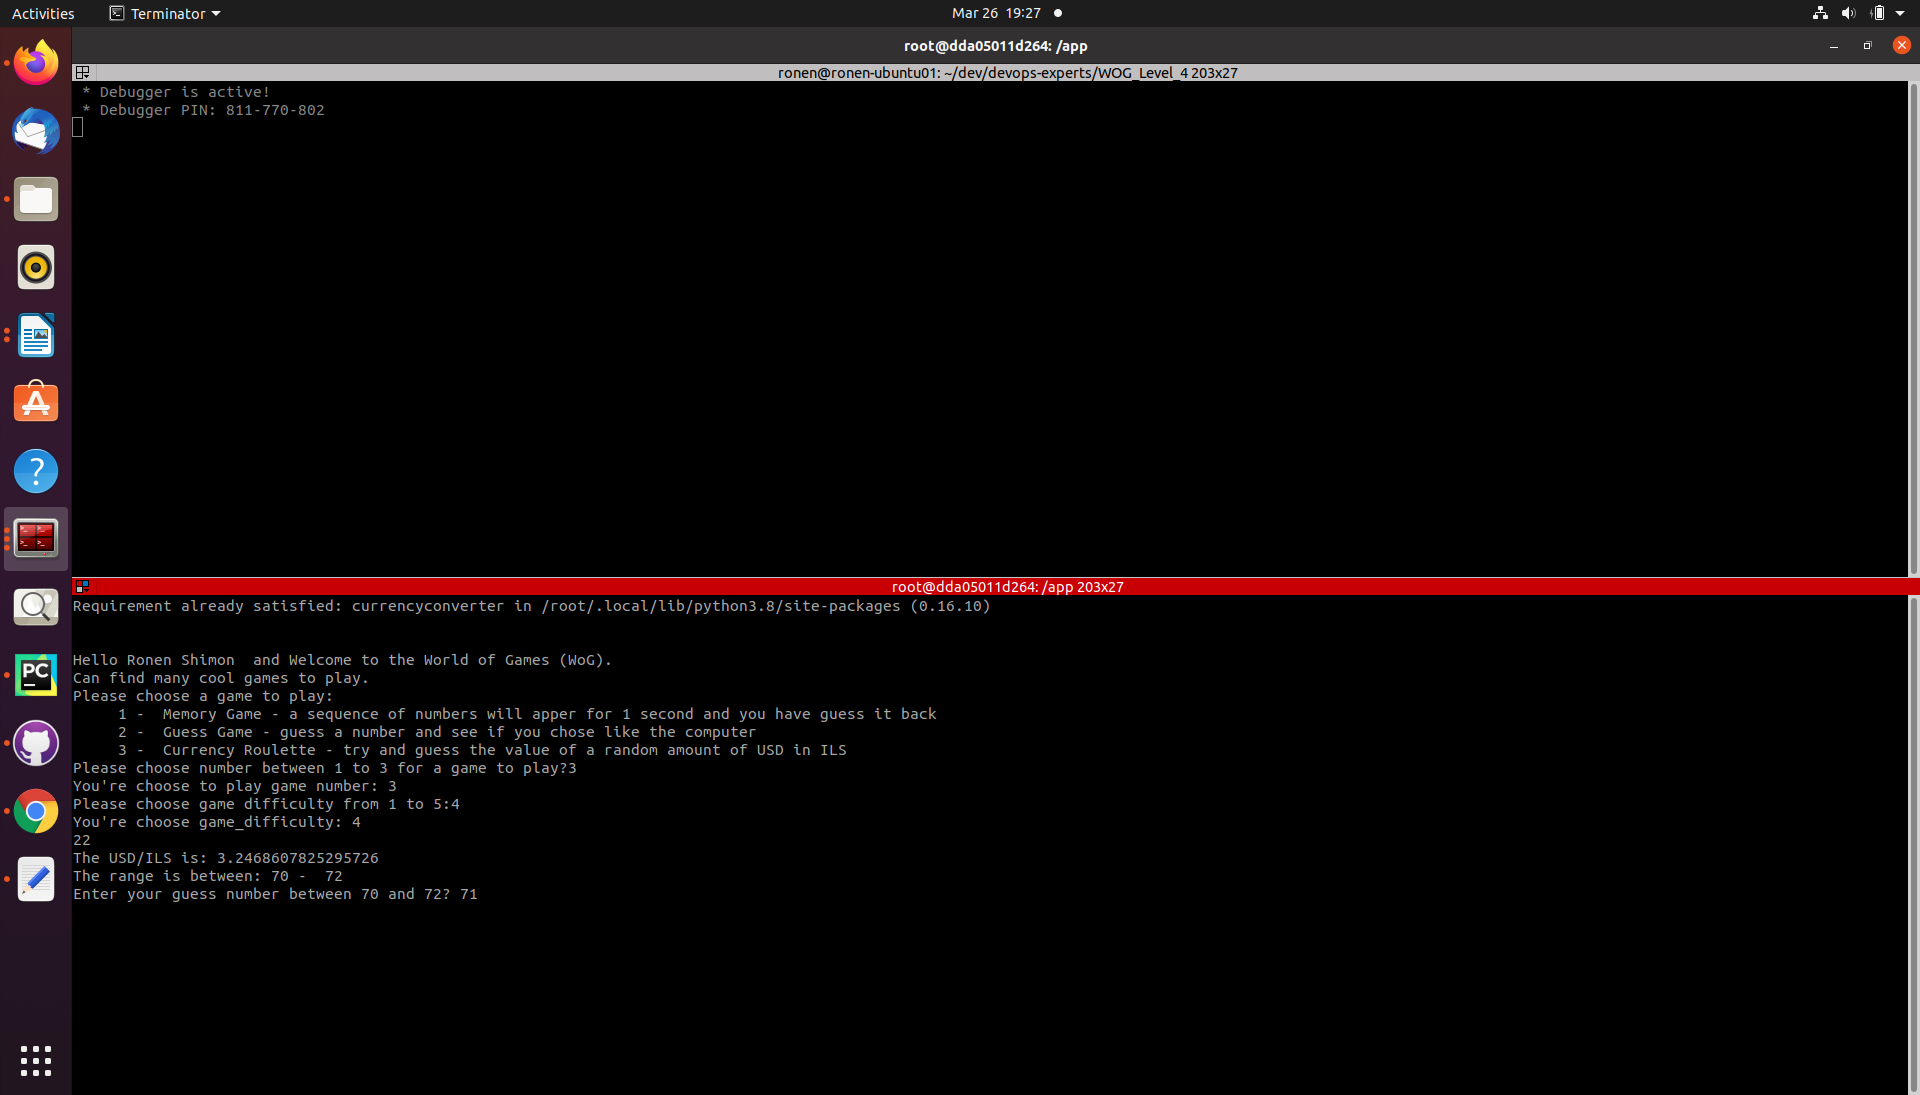 Activities Terminator Mar 26 19:27
root@dda05011d264: /app
ronen@ronen-ubuntu01: ~/dev/devops-experts/WOG_Level_4 203x27
* Debugger is active!
* Debugger PIN: 811-770-802
root@dda05011d264: /app 203x27
Requirement already satisfied: currencyconverter in /root/.local/lib/python3.8/site-packages (0.16.10)
Hello Ronen Shimon  and Welcome to the World of Games (WoG).
Can find many cool games to play.
Please choose a game to play:
     1 -  Memory Game - a sequence of numbers will apper for 1 second and you have guess it back
     2 -  Guess Game - guess a number and see if you chose like the computer
     3 -  Currency Roulette - try and guess the value of a random amount of USD in ILS
Please choose number between 1 to 3 for a game to play?3
You're choose to play game number: 3
Please choose game difficulty from 1 to 5:4
You're choose game_difficulty: 4
22
The USD/ILS is: 3.2468607825295726
The range is between: 70 -  72
Enter your guess number between 70 and 72? 71
PC